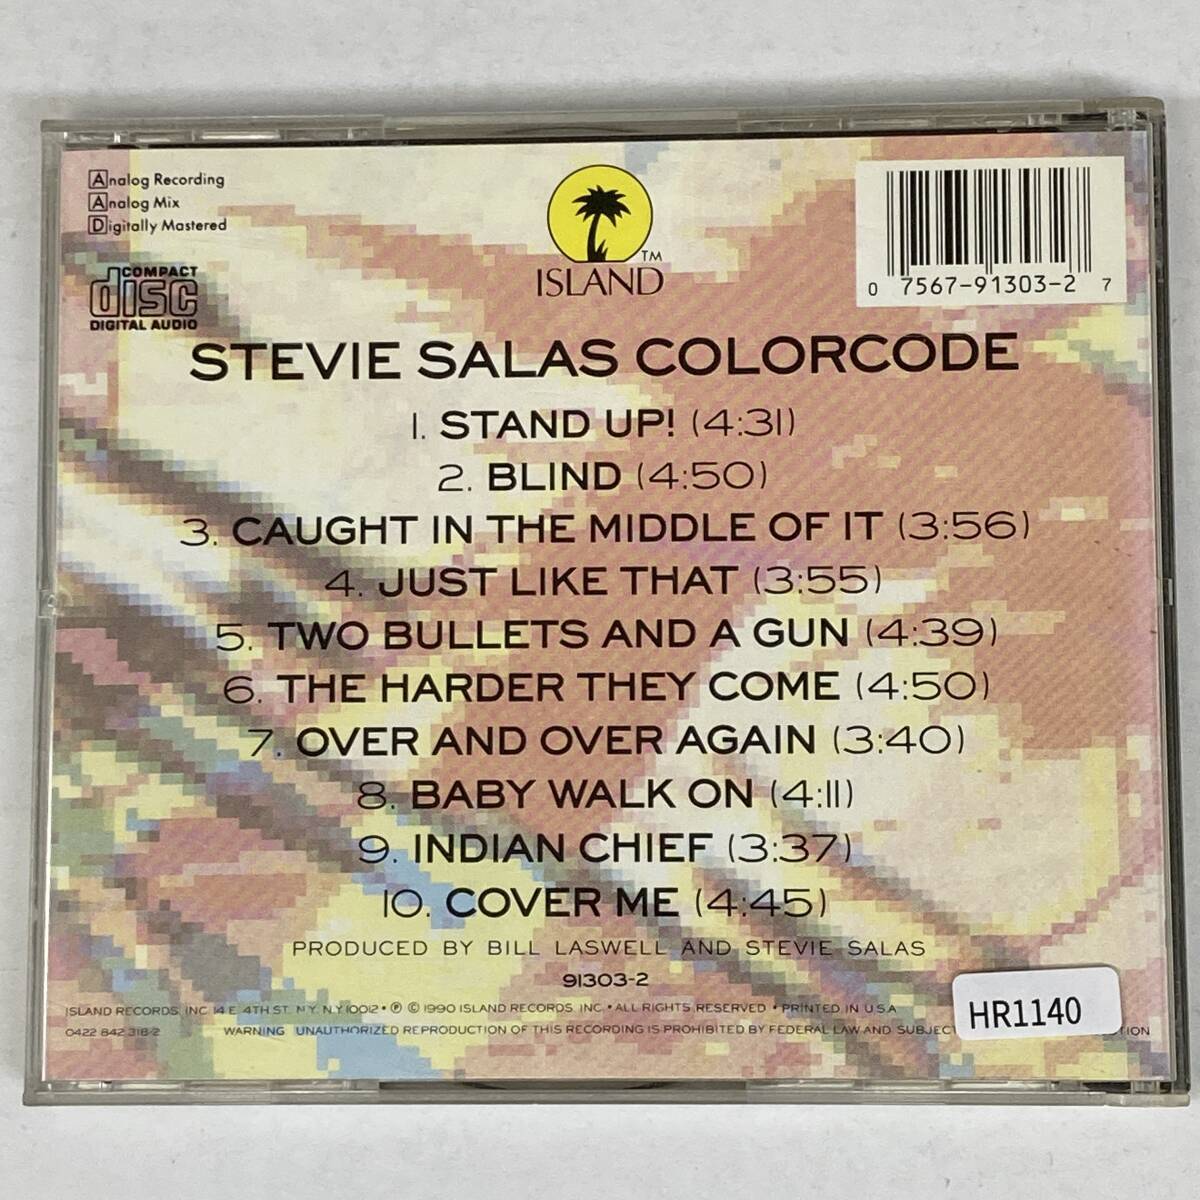 Analog Recording
Analog Mix
Digitally Mastered
COMPACT
disc
DIGITAL AUDIO
TM
ISLAND
0 7567-91303-2 7
STEVIE SALAS COLORCODE
1. STAND UP! (4:31)
2. BLIND (4:50)
3. CAUGHT IN THE MIDDLE OF IT (3:56)
4. JUST LIKE THAT (3:55)
5. TWO BULLETS AND A GUN (4:39)
6. THE HARDER THEY COME (4:50)
7. OVER AND OVER AGAIN (3:40)
8. BABY WALK ON (4:11)
9. INDIAN CHIEF (3:37)
10. COVER ME (4:45)
PRODUCED BY BILL LASWELL AND STEVIE SALAS
91303-2
ISLAND RECORDS, INC. 14 E. 4TH ST. N.Y. N.Y. 10012 • ℗ © 1990 ISLAND RECORDS, INC. • ALL RIGHTS RESERVED • PRINTED IN U.S.A.
0422 842 318-2 WARNING UNAUTHORIZED REPRODUCTION OF THIS RECORDING IS PROHIBITED BY FEDERAL LAW AND SUBJECT
HR1140